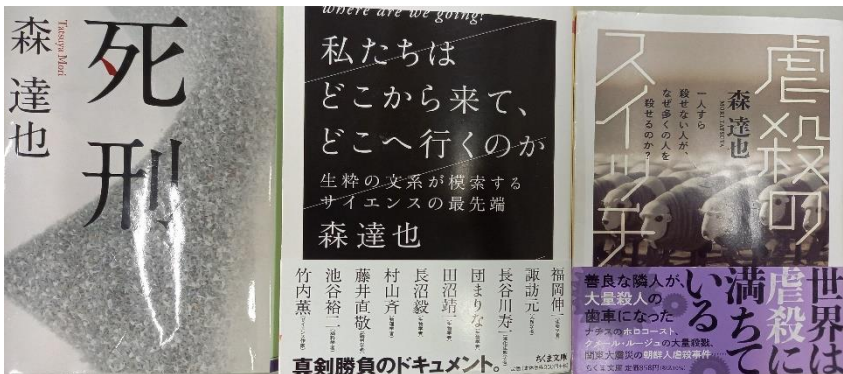 死刑
Tatsuya Mori
森達也
where are we going?
私たちは
どこから来て、
どこへ行くのか
生粋の文系が模索する
サイエンスの最先端
森達也
福岡伸一
諏訪元
長谷川寿一
団まりな
田沼靖一
長沼毅
村山斉
藤井直敬
池谷裕二
竹内薫
真剣勝負のドキュメント。
ちくま文庫
虐殺の
スイッチ
一人すら
殺せない人が、
なぜ多くの人を
殺せるのか?
森達也
MORI TATSUYA
世界は
虐殺に
満ちて
いる
善良な隣人が、
大量殺人の
歯車になった
ナチスのホロコースト、
クメール・ルージュの大量殺戮、
関東大震災の朝鮮人虐殺事件……
ちくま文庫